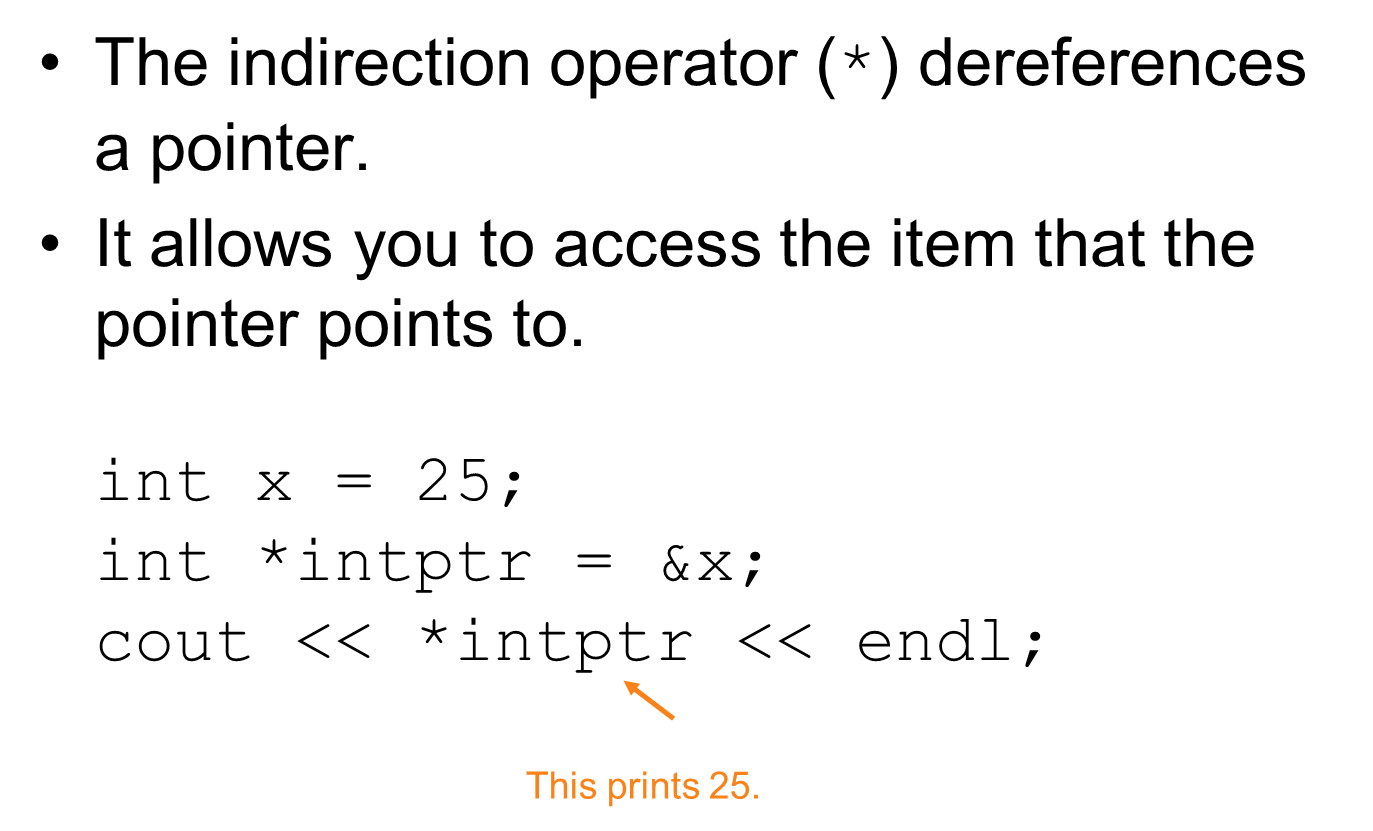 • The indirection operator (*) dereferences
a pointer.
• It allows you to access the item that the
pointer points to.
int x = 25;
int *intptr = &x;
cout << *intptr << endl;
This prints 25.